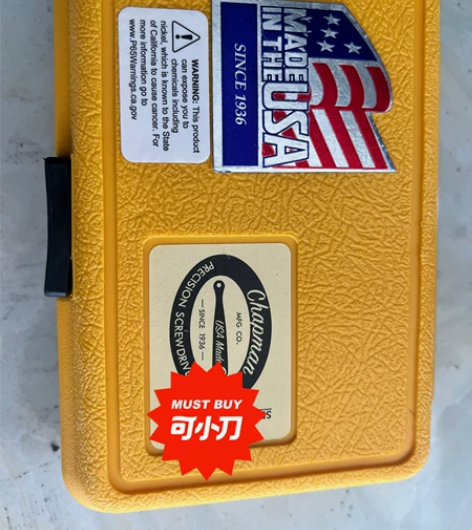 WARNING: This product
can expose you to
chemicals including
nickel, which is known to the State
of California to cause cancer. For
more information go to
www.P65Warnings.ca.gov
MADE
IN THE USA
SINCE 1936
Chapman
MFG CO.
USA Made
— SINCE 1936 —
PRECISION
MUST BUY
可小刀